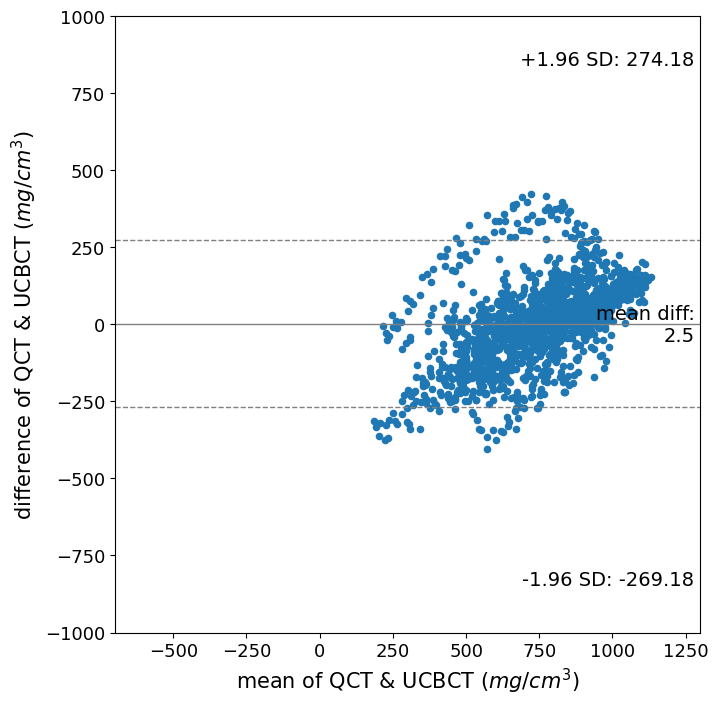 1000
750
500
250
0
−250
−500
−750
−1000
difference of QCT & UCBCT (mg/cm³)
+1.96 SD: 274.18
mean diff:
2.5
-1.96 SD: -269.18
−500 −250 0 250 500 750 1000 1250
mean of QCT & UCBCT (mg/cm³)